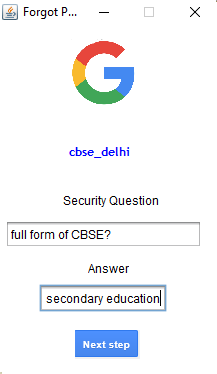 Forgot P...
cbse_delhi
Security Question
full form of CBSE?
Answer
secondary education
Next step